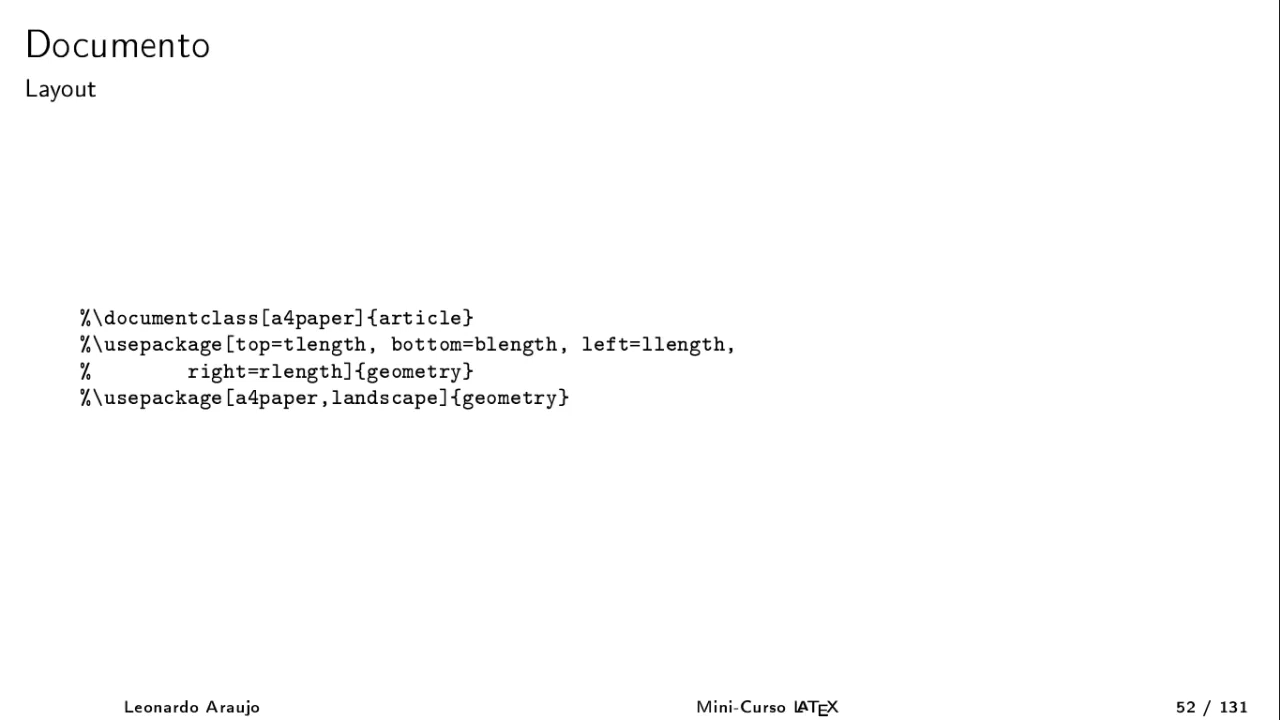 Documento
Layout
%\documentclass[a4paper]{article}
%\usepackage[top=tlength, bottom=blength, left=llength,
%        right=rlength]{geometry}
%\usepackage[a4paper,landscape]{geometry}
Leonardo Araujo Mini-Curso LATEX 52 / 131